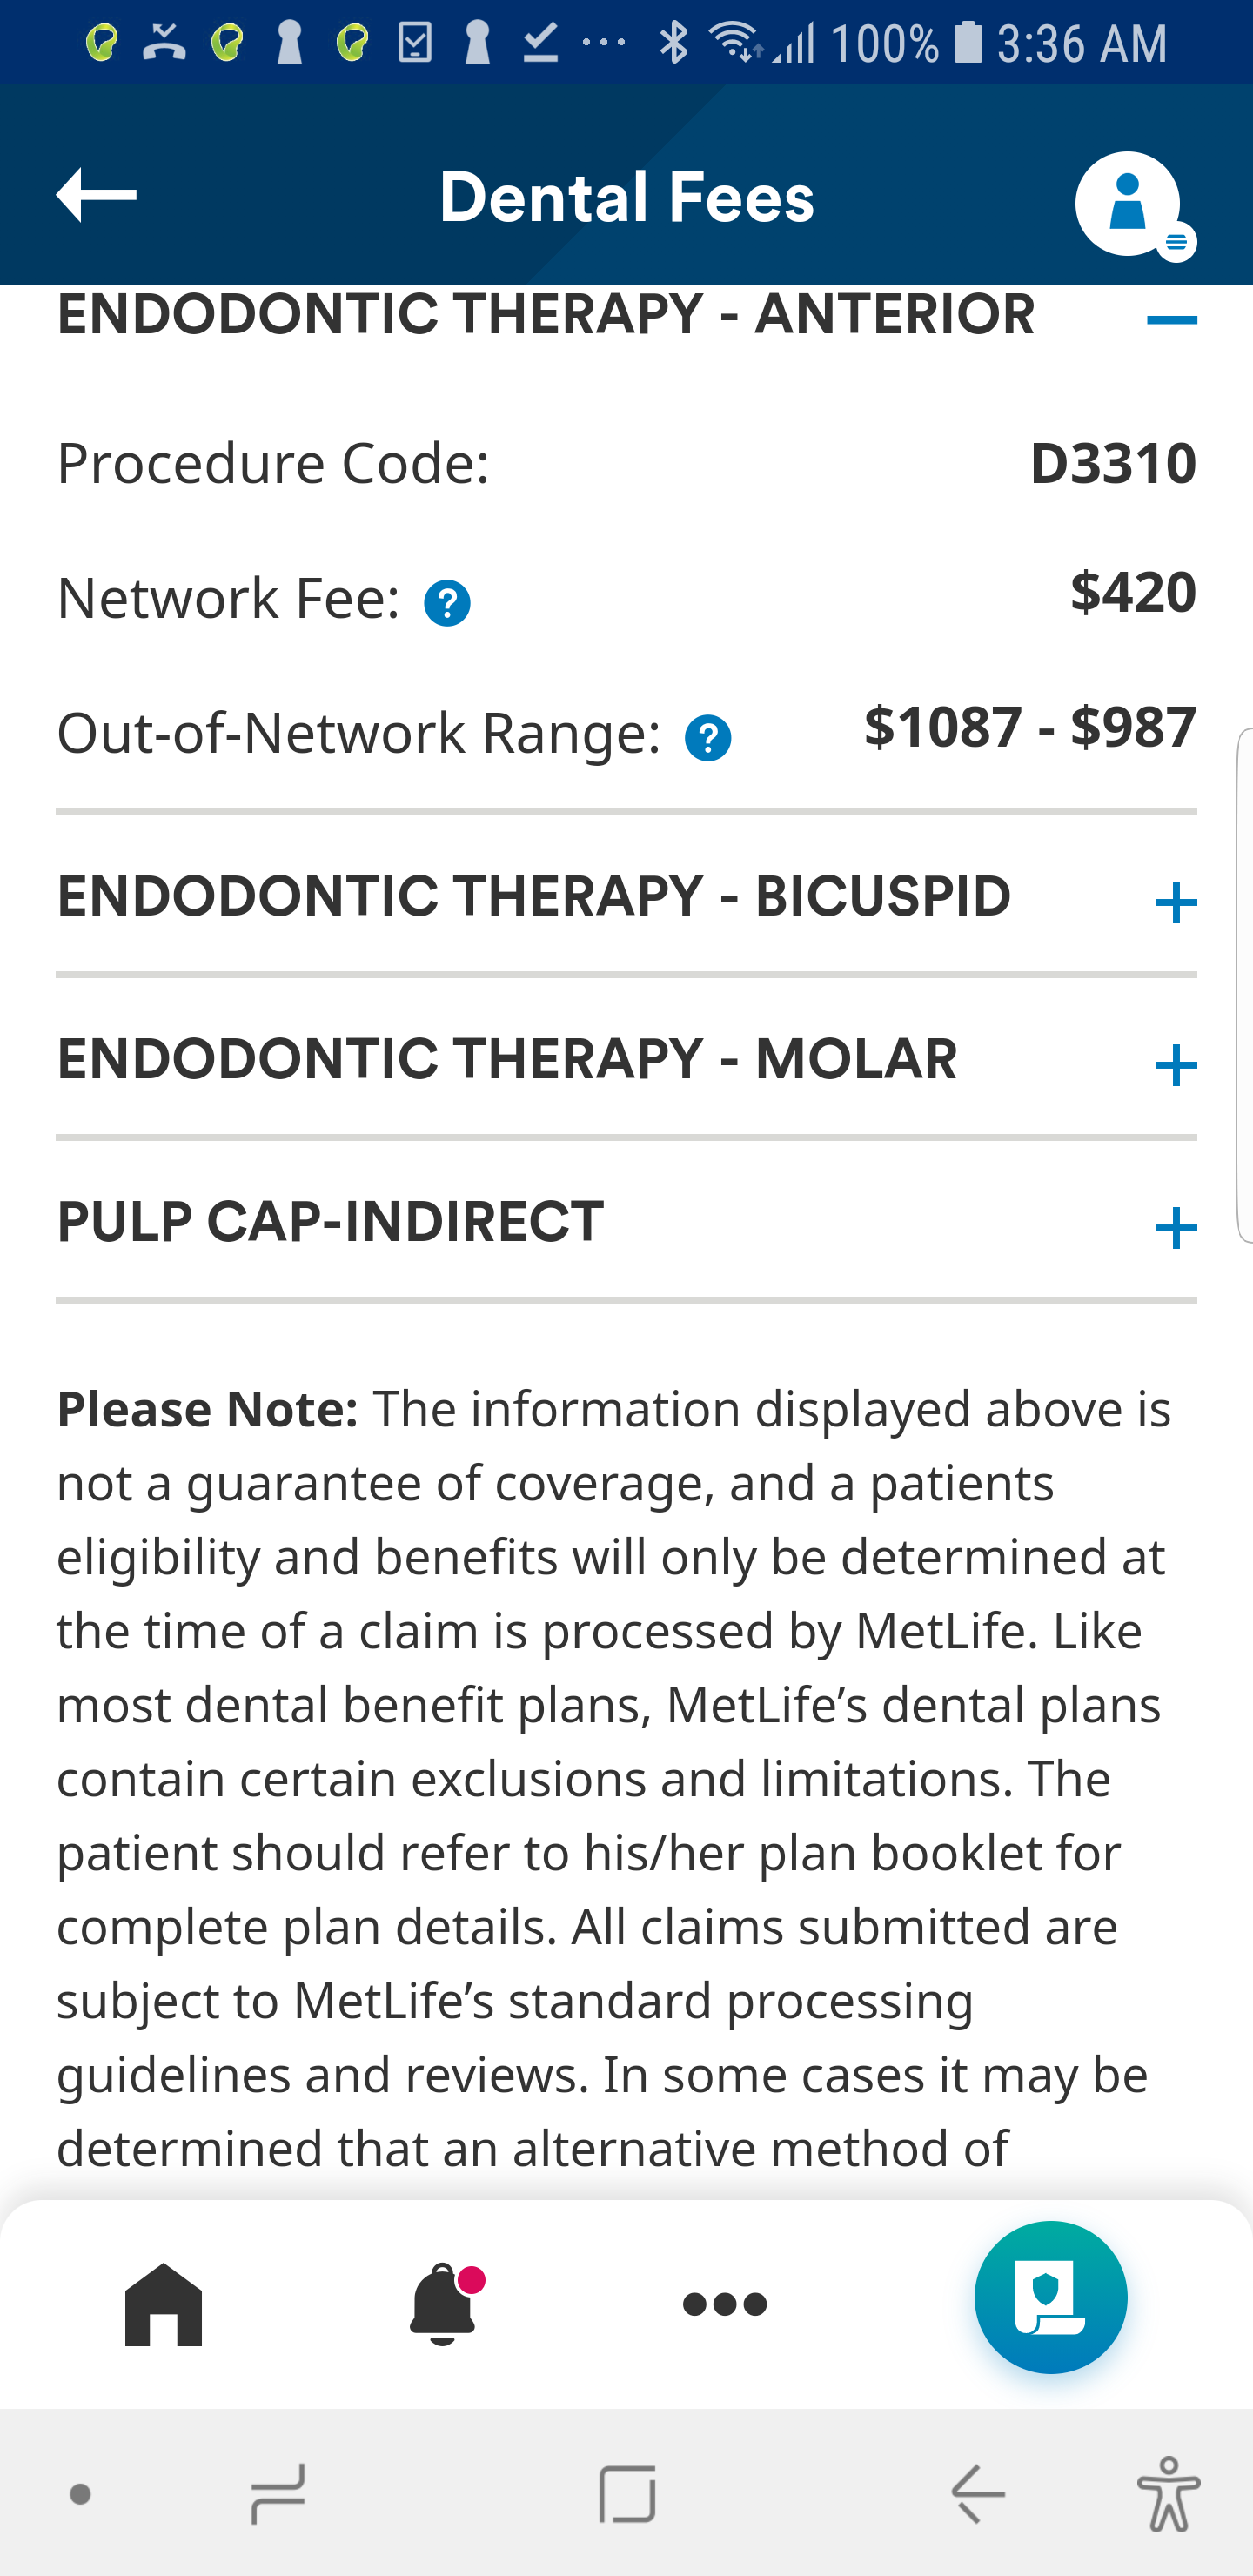 100% 3:36 AM
Dental Fees
ENDODONTIC THERAPY - ANTERIOR
Procedure Code: D3310
Network Fee: ? $420
Out-of-Network Range: ? $1087 - $987
ENDODONTIC THERAPY - BICUSPID
ENDODONTIC THERAPY - MOLAR
PULP CAP-INDIRECT
Please Note: The information displayed above is
not a guarantee of coverage, and a patients
eligibility and benefits will only be determined at
the time of a claim is processed by MetLife. Like
most dental benefit plans, MetLife’s dental plans
contain certain exclusions and limitations. The
patient should refer to his/her plan booklet for
complete plan details. All claims submitted are
subject to MetLife’s standard processing
guidelines and reviews. In some cases it may be
determined that an alternative method of